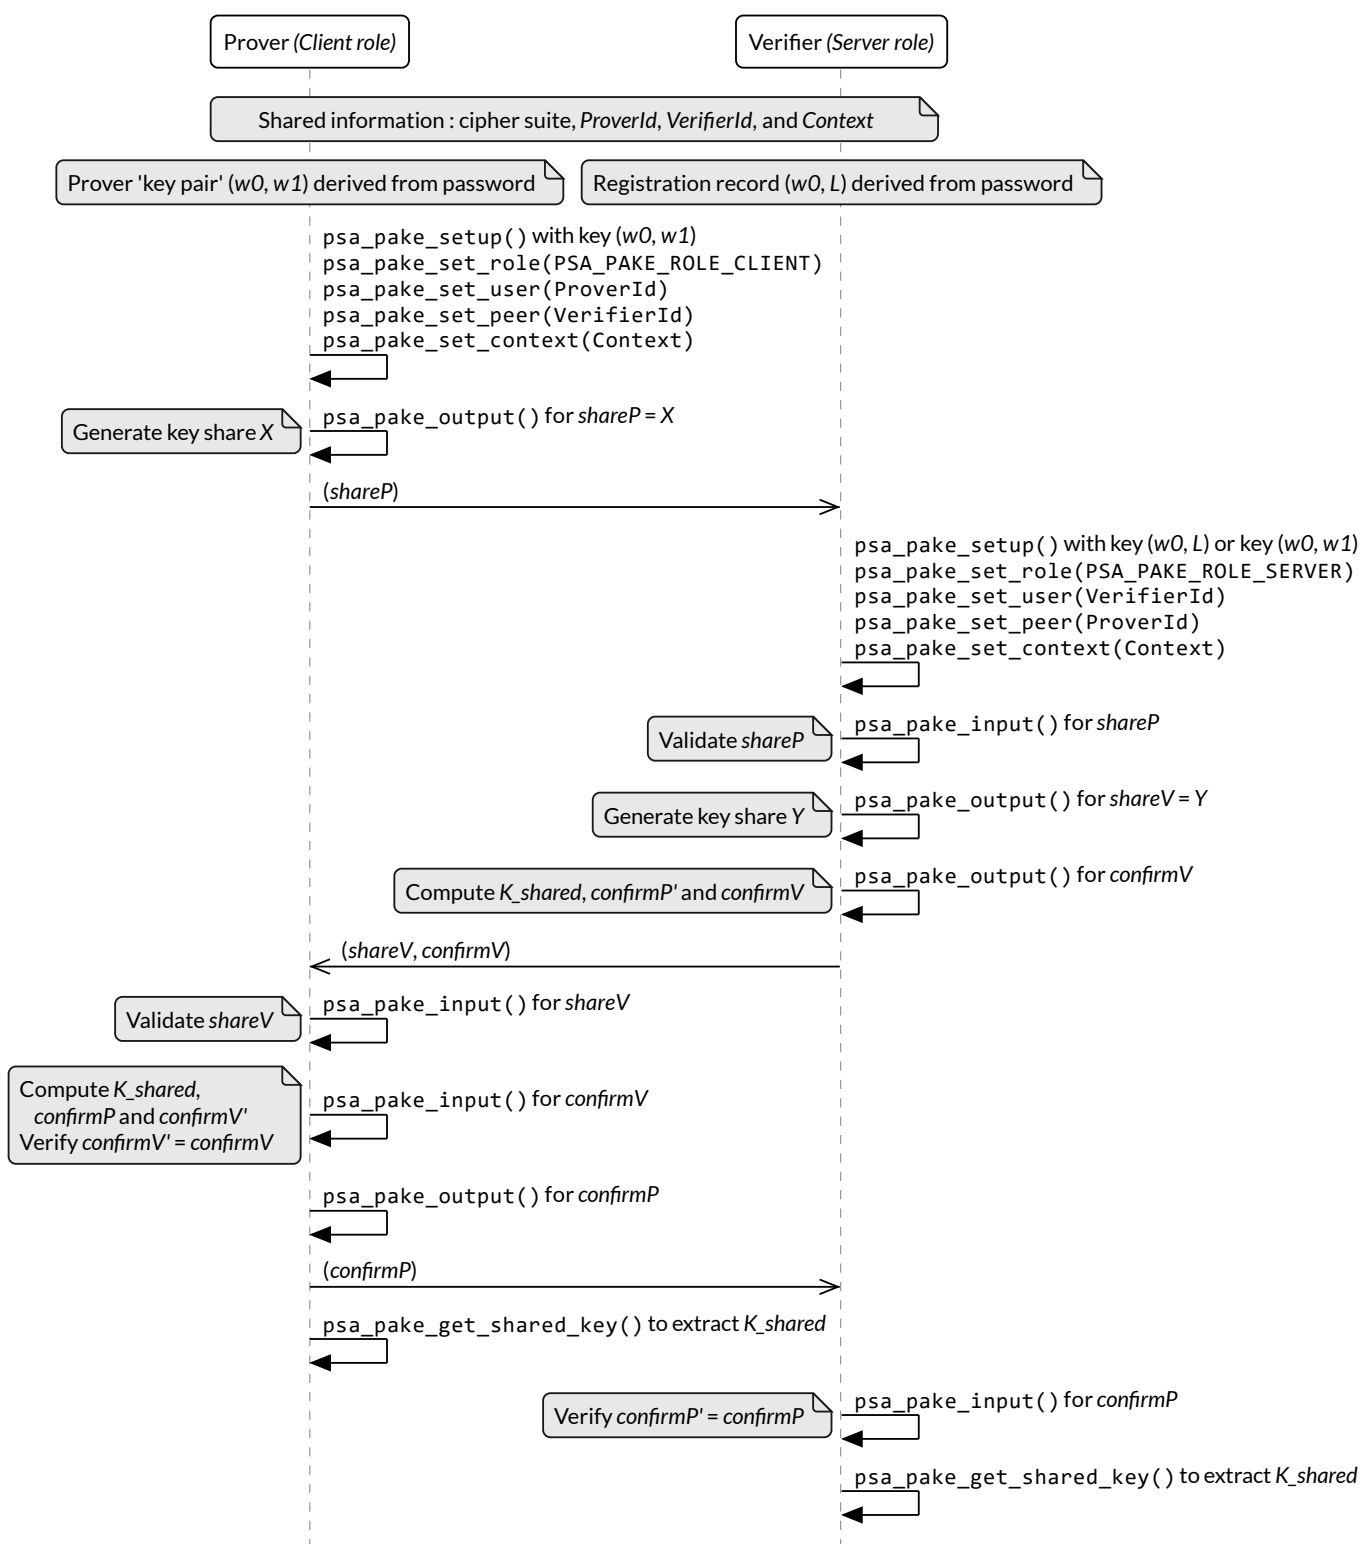 Prover (Client role)
Verifier (Server role)
Shared information : cipher suite, ProverId, VerifierId, and Context
Prover 'key pair' (w0, w1) derived from password
Registration record (w0, L) derived from password
psa_pake_setup() with key (w0, w1)
psa_pake_set_role(PSA_PAKE_ROLE_CLIENT)
psa_pake_set_user(ProverId)
psa_pake_set_peer(VerifierId)
psa_pake_set_context(Context)
Generate key share X
psa_pake_output() for shareP = X
(shareP)
psa_pake_setup() with key (w0, L) or key (w0, w1)
psa_pake_set_role(PSA_PAKE_ROLE_SERVER)
psa_pake_set_user(VerifierId)
psa_pake_set_peer(ProverId)
psa_pake_set_context(Context)
Validate shareP
psa_pake_input() for shareP
Generate key share Y
psa_pake_output() for shareV = Y
Compute K_shared, confirmP' and confirmV
psa_pake_output() for confirmV
(shareV, confirmV)
Validate shareV
psa_pake_input() for shareV
Compute K_shared,
confirmP and confirmV'
Verify confirmV' = confirmV
psa_pake_input() for confirmV
psa_pake_output() for confirmP
(confirmP)
psa_pake_get_shared_key() to extract K_shared
Verify confirmP' = confirmP
psa_pake_input() for confirmP
psa_pake_get_shared_key() to extract K_shared